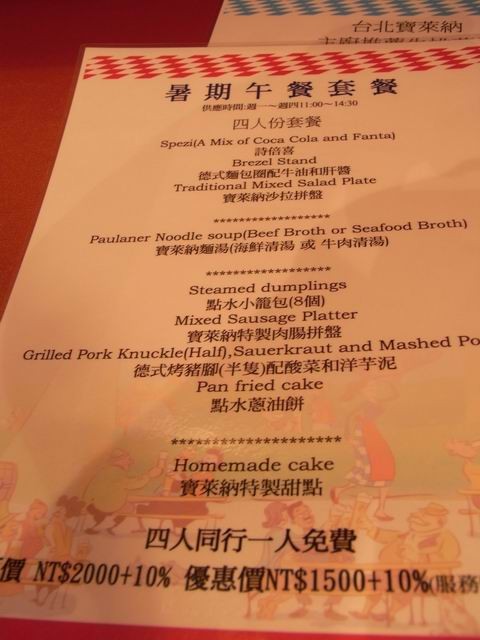 台北寶萊納
暑期午餐套餐
供應時間:週一~週四11:00~14:30
四人份套餐
Spezi(A Mix of Coca Cola and Fanta)
詩倍喜
Brezel Stand
德式麵包圈配牛油和肝醬
Traditional Mixed Salad Plate
寶萊納沙拉拼盤
******************
Paulaner Noodle soup(Beef Broth or Seafood Broth)
寶萊納麵湯(海鮮清湯 或 牛肉清湯)
******************
Steamed dumplings
點水小籠包(8個)
Mixed Sausage Platter
寶萊納特製肉腸拼盤
Grilled Pork Knuckle(Half),Sauerkraut and Mashed Po
德式烤豬腳(半隻)配酸菜和洋芋泥
Pan fried cake
點水蔥油餅
********************
Homemade cake
寶萊納特製甜點
四人同行一人免費
價 NT$2000+10% 優惠價NT$1500+10%(服務